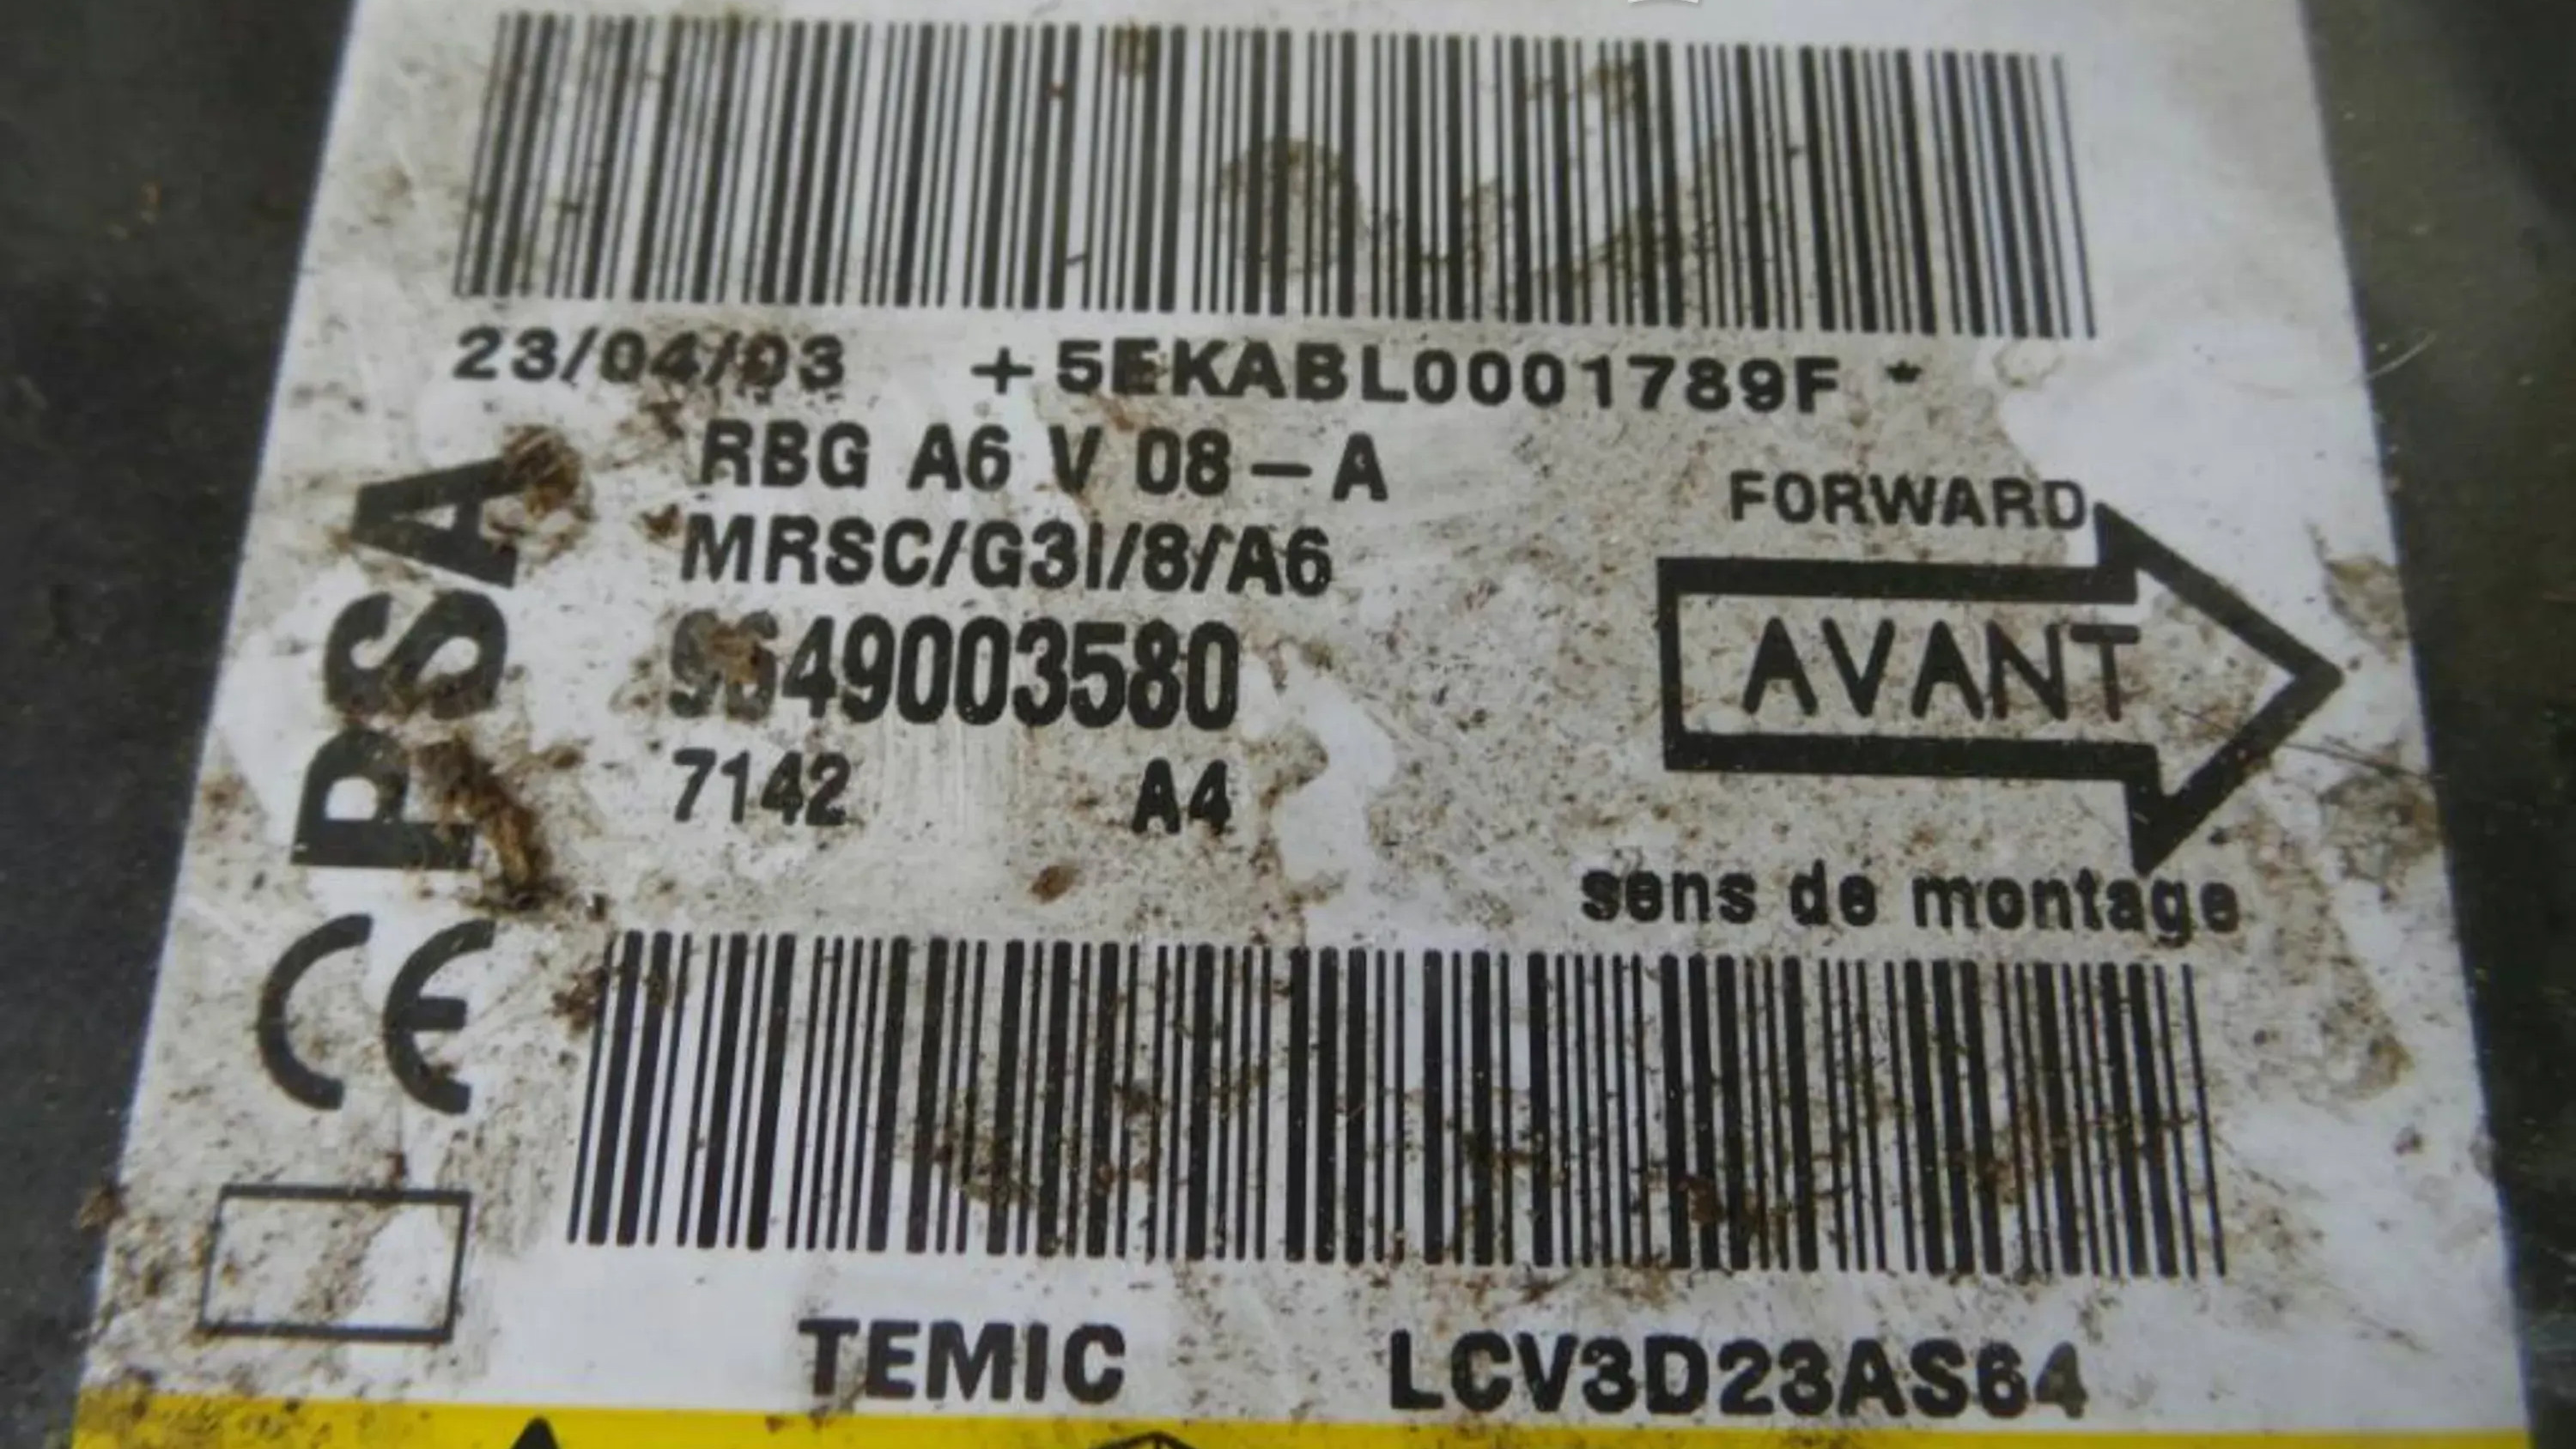 23/04/03 +5EKABL0001789F *
RBG A6 V 08-A
MRSC/G3I/8/A6
9649003580
7142 A4
PSA
CE
FORWARD
AVANT
sens de montage
TEMIC LCV3D23AS64